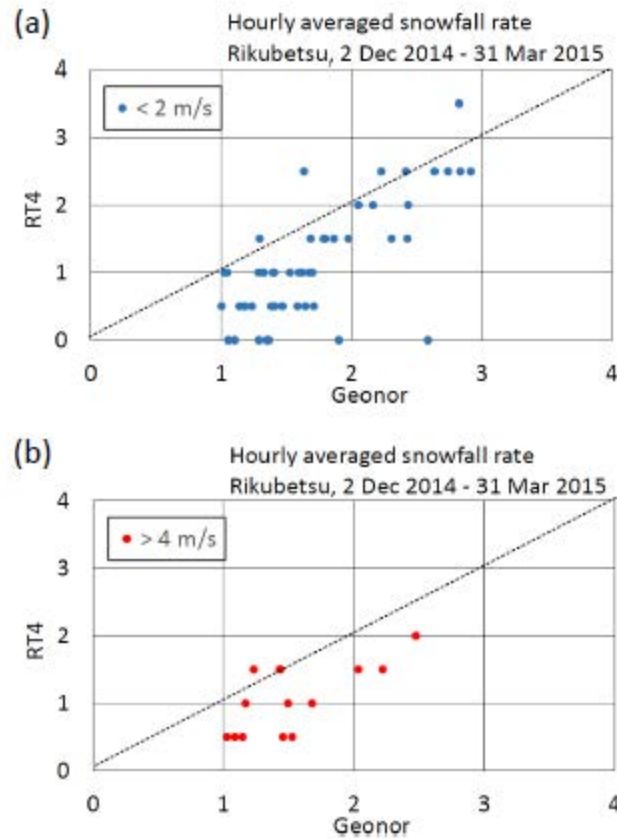 (a)
Hourly averaged snowfall rate
Rikubetsu, 2 Dec 2014 - 31 Mar 2015
4
< 2 m/s
3
RT4
2
1
0
0 1 2 3 4
Geonor
(b)
Hourly averaged snowfall rate
Rikubetsu, 2 Dec 2014 - 31 Mar 2015
4
> 4 m/s
3
RT4
2
1
0
0 1 2 3 4
Geonor